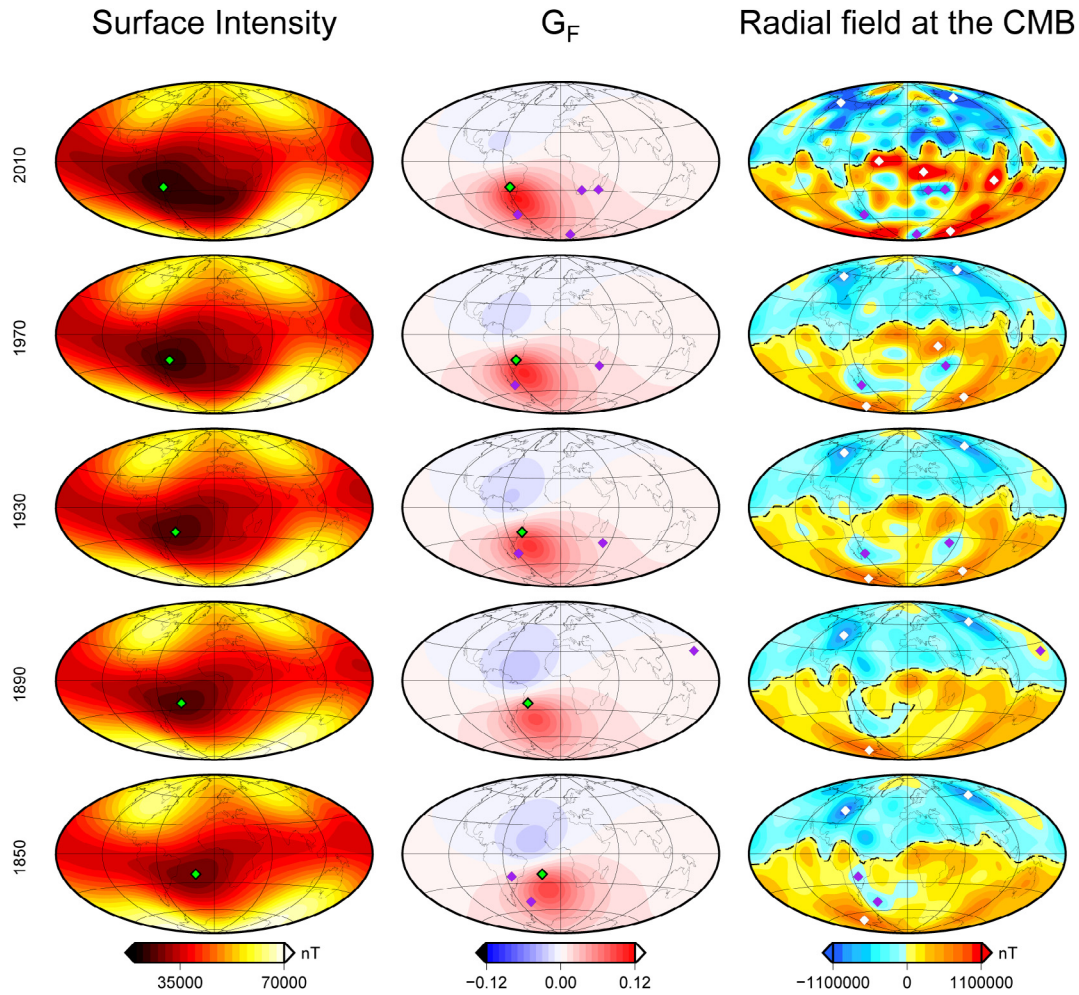 Surface Intensity G_F Radial field at the CMB
2010
1970
1930
1890
1850
nT nT
35000 70000 −0.12 0.00 0.12 −1100000 0 1100000